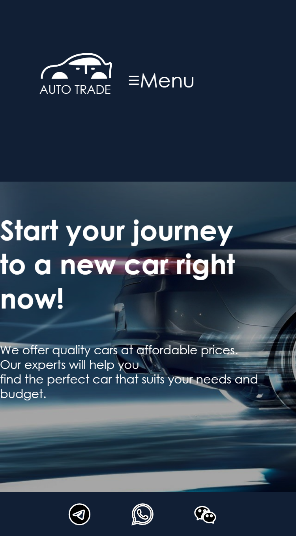 AUTO TRADE
Menu
Start your journey
to a new car right
now!
We offer quality cars at affordable prices.
Our experts will help you
find the perfect car that suits your needs and
budget.